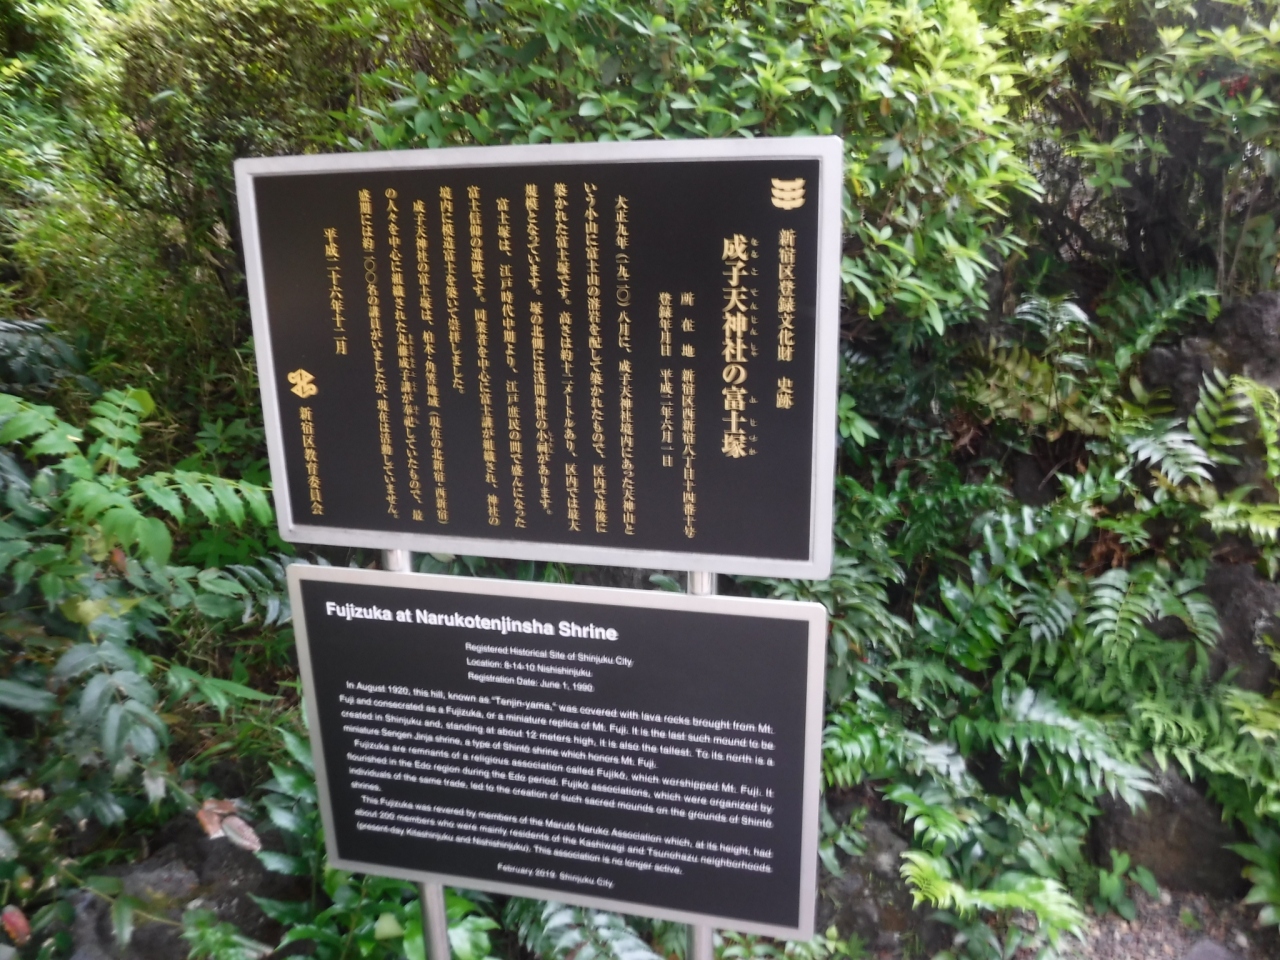 新宿区登録文化財 史跡
成子天神社の富士塚
なるこてんじんしゃ ふじづか
所在地 新宿区西新宿八丁目十四番十号
登録年月日 平成二年六月一日
大正九年（一九二〇）八月に、成子天神社境内にあった天神山と
いう小山に富士山の溶岩を配して築かれたもので、区内で最後に
築かれた富士塚です。高さは約十二メートルあり、区内では最大
規模となっています。塚の北側には浅間神社の小祠があります。
富士塚は、江戸時代中期より、江戸庶民の間で盛んになった
富士信仰の遺跡です。同業者を中心に富士講が組織され、神社の
境内に模造富士を築いて崇拝しました。
成子天神社の富士塚は、柏木・角筈地域（現在の北新宿・西新宿）
の人々を中心に組織された丸藤成子講が奉祀していたもので、最
盛期には約二〇〇名の講員がいましたが、現在は活動していません。
平成二十六年十二月
新宿区教育委員会
Fujizuka at Narukotenjinsha Shrine
Registered Historical Site of Shinjuku City
Location: 8-14-10 Nishishinjuku
Registration Date: June 1, 1990
In August 1920, this hill, known as "Tenjin-yama," was covered with lava rocks brought from Mt.
Fuji and consecrated as a Fujizuka, or a miniature replica of Mt. Fuji. It is the last such mound to be
created in Shinjuku and, standing at about 12 meters high, it is also the tallest. To its north is a
miniature Sengen Jinja shrine, a type of Shintō shrine which honors Mt. Fuji.
Fujizuka are remnants of a religious association called Fujikō, which worshipped Mt. Fuji. It
flourished in the Edo region during the Edo period. Fujikō associations, which were organized by
individuals of the same trade, led to the creation of such sacred mounds on the grounds of Shintō
shrines.
This Fujizuka was revered by members of the Marutō Naruko Association which, at its height, had
about 200 members who were mainly residents of the Kashiwagi and Tsunohazu neighborhoods
(present-day Kitashinjuku and Nishishinjuku). This association is no longer active.
February 2019 Shinjuku City